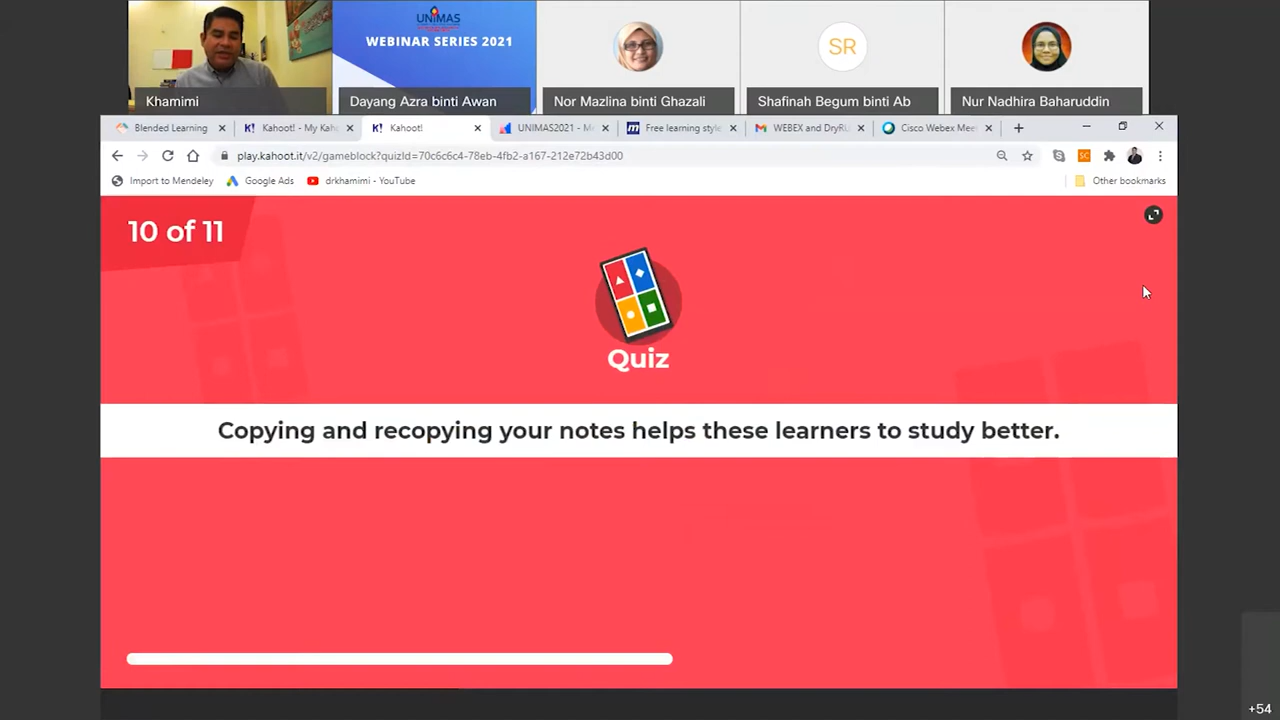 UNIMAS
WEBINAR SERIES 2021
SR
Khamimi
Dayang Azra binti Awan
Nor Mazlina binti Ghazali
Shafinah Begum binti Ab
Nur Nadhira Baharuddin
Blended Learning
K! Kahoot! - My Kah
K! Kahoot!
UNIMAS2021 - M
Free learning style
WEBEX and DryRU
Cisco Webex Mee
play.kahoot.it/v2/gameblock?quizId=70c6c6c4-78eb-4fb2-a167-212e72b43d00
SC
Import to Mendeley
Google Ads
drkhamimi - YouTube
Other bookmarks
10 of 11
Quiz
Copying and recopying your notes helps these learners to study better.
+54